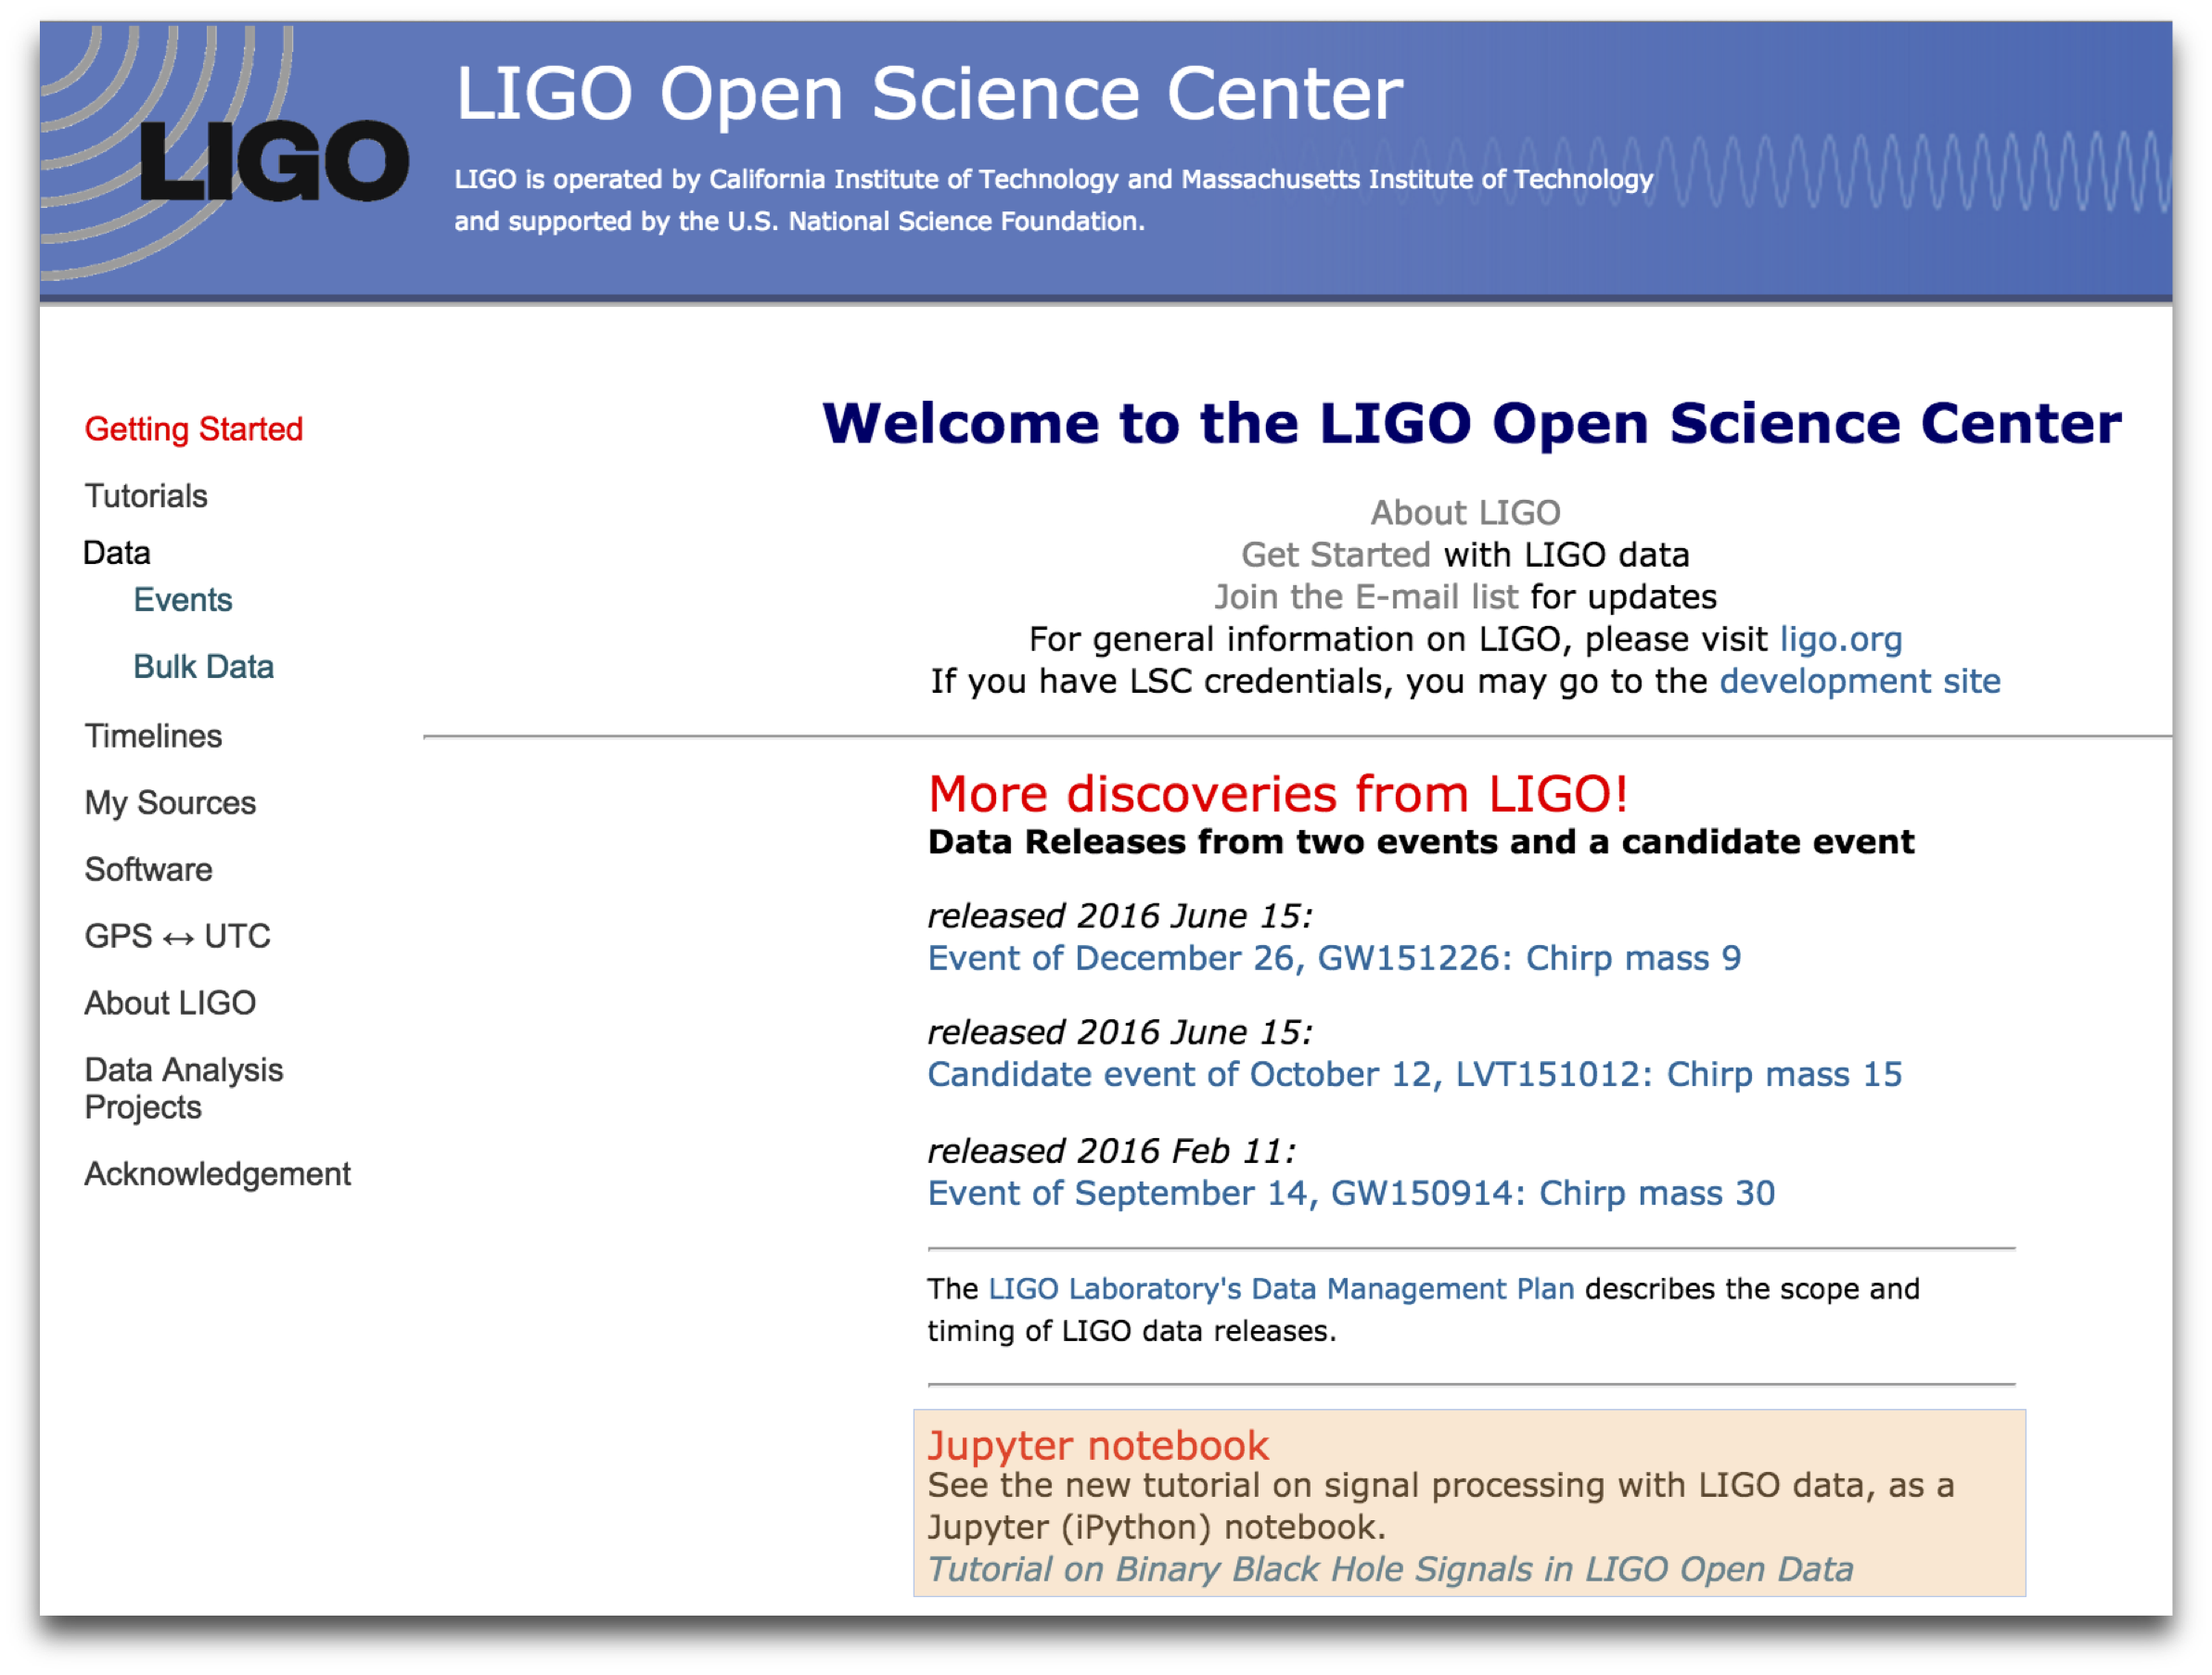 LIGO
LIGO Open Science Center
LIGO is operated by California Institute of Technology and Massachusetts Institute of Technology
and supported by the U.S. National Science Foundation.
Getting Started
Tutorials
Data
Events
Bulk Data
Timelines
My Sources
Software
GPS ↔ UTC
About LIGO
Data Analysis
Projects
Acknowledgement
Welcome to the LIGO Open Science Center
About LIGO
Get Started with LIGO data
Join the E-mail list for updates
For general information on LIGO, please visit ligo.org
If you have LSC credentials, you may go to the development site
More discoveries from LIGO!
Data Releases from two events and a candidate event
released 2016 June 15:
Event of December 26, GW151226: Chirp mass 9
released 2016 June 15:
Candidate event of October 12, LVT151012: Chirp mass 15
released 2016 Feb 11:
Event of September 14, GW150914: Chirp mass 30
The LIGO Laboratory's Data Management Plan describes the scope and
timing of LIGO data releases.
Jupyter notebook
See the new tutorial on signal processing with LIGO data, as a
Jupyter (iPython) notebook.
Tutorial on Binary Black Hole Signals in LIGO Open Data